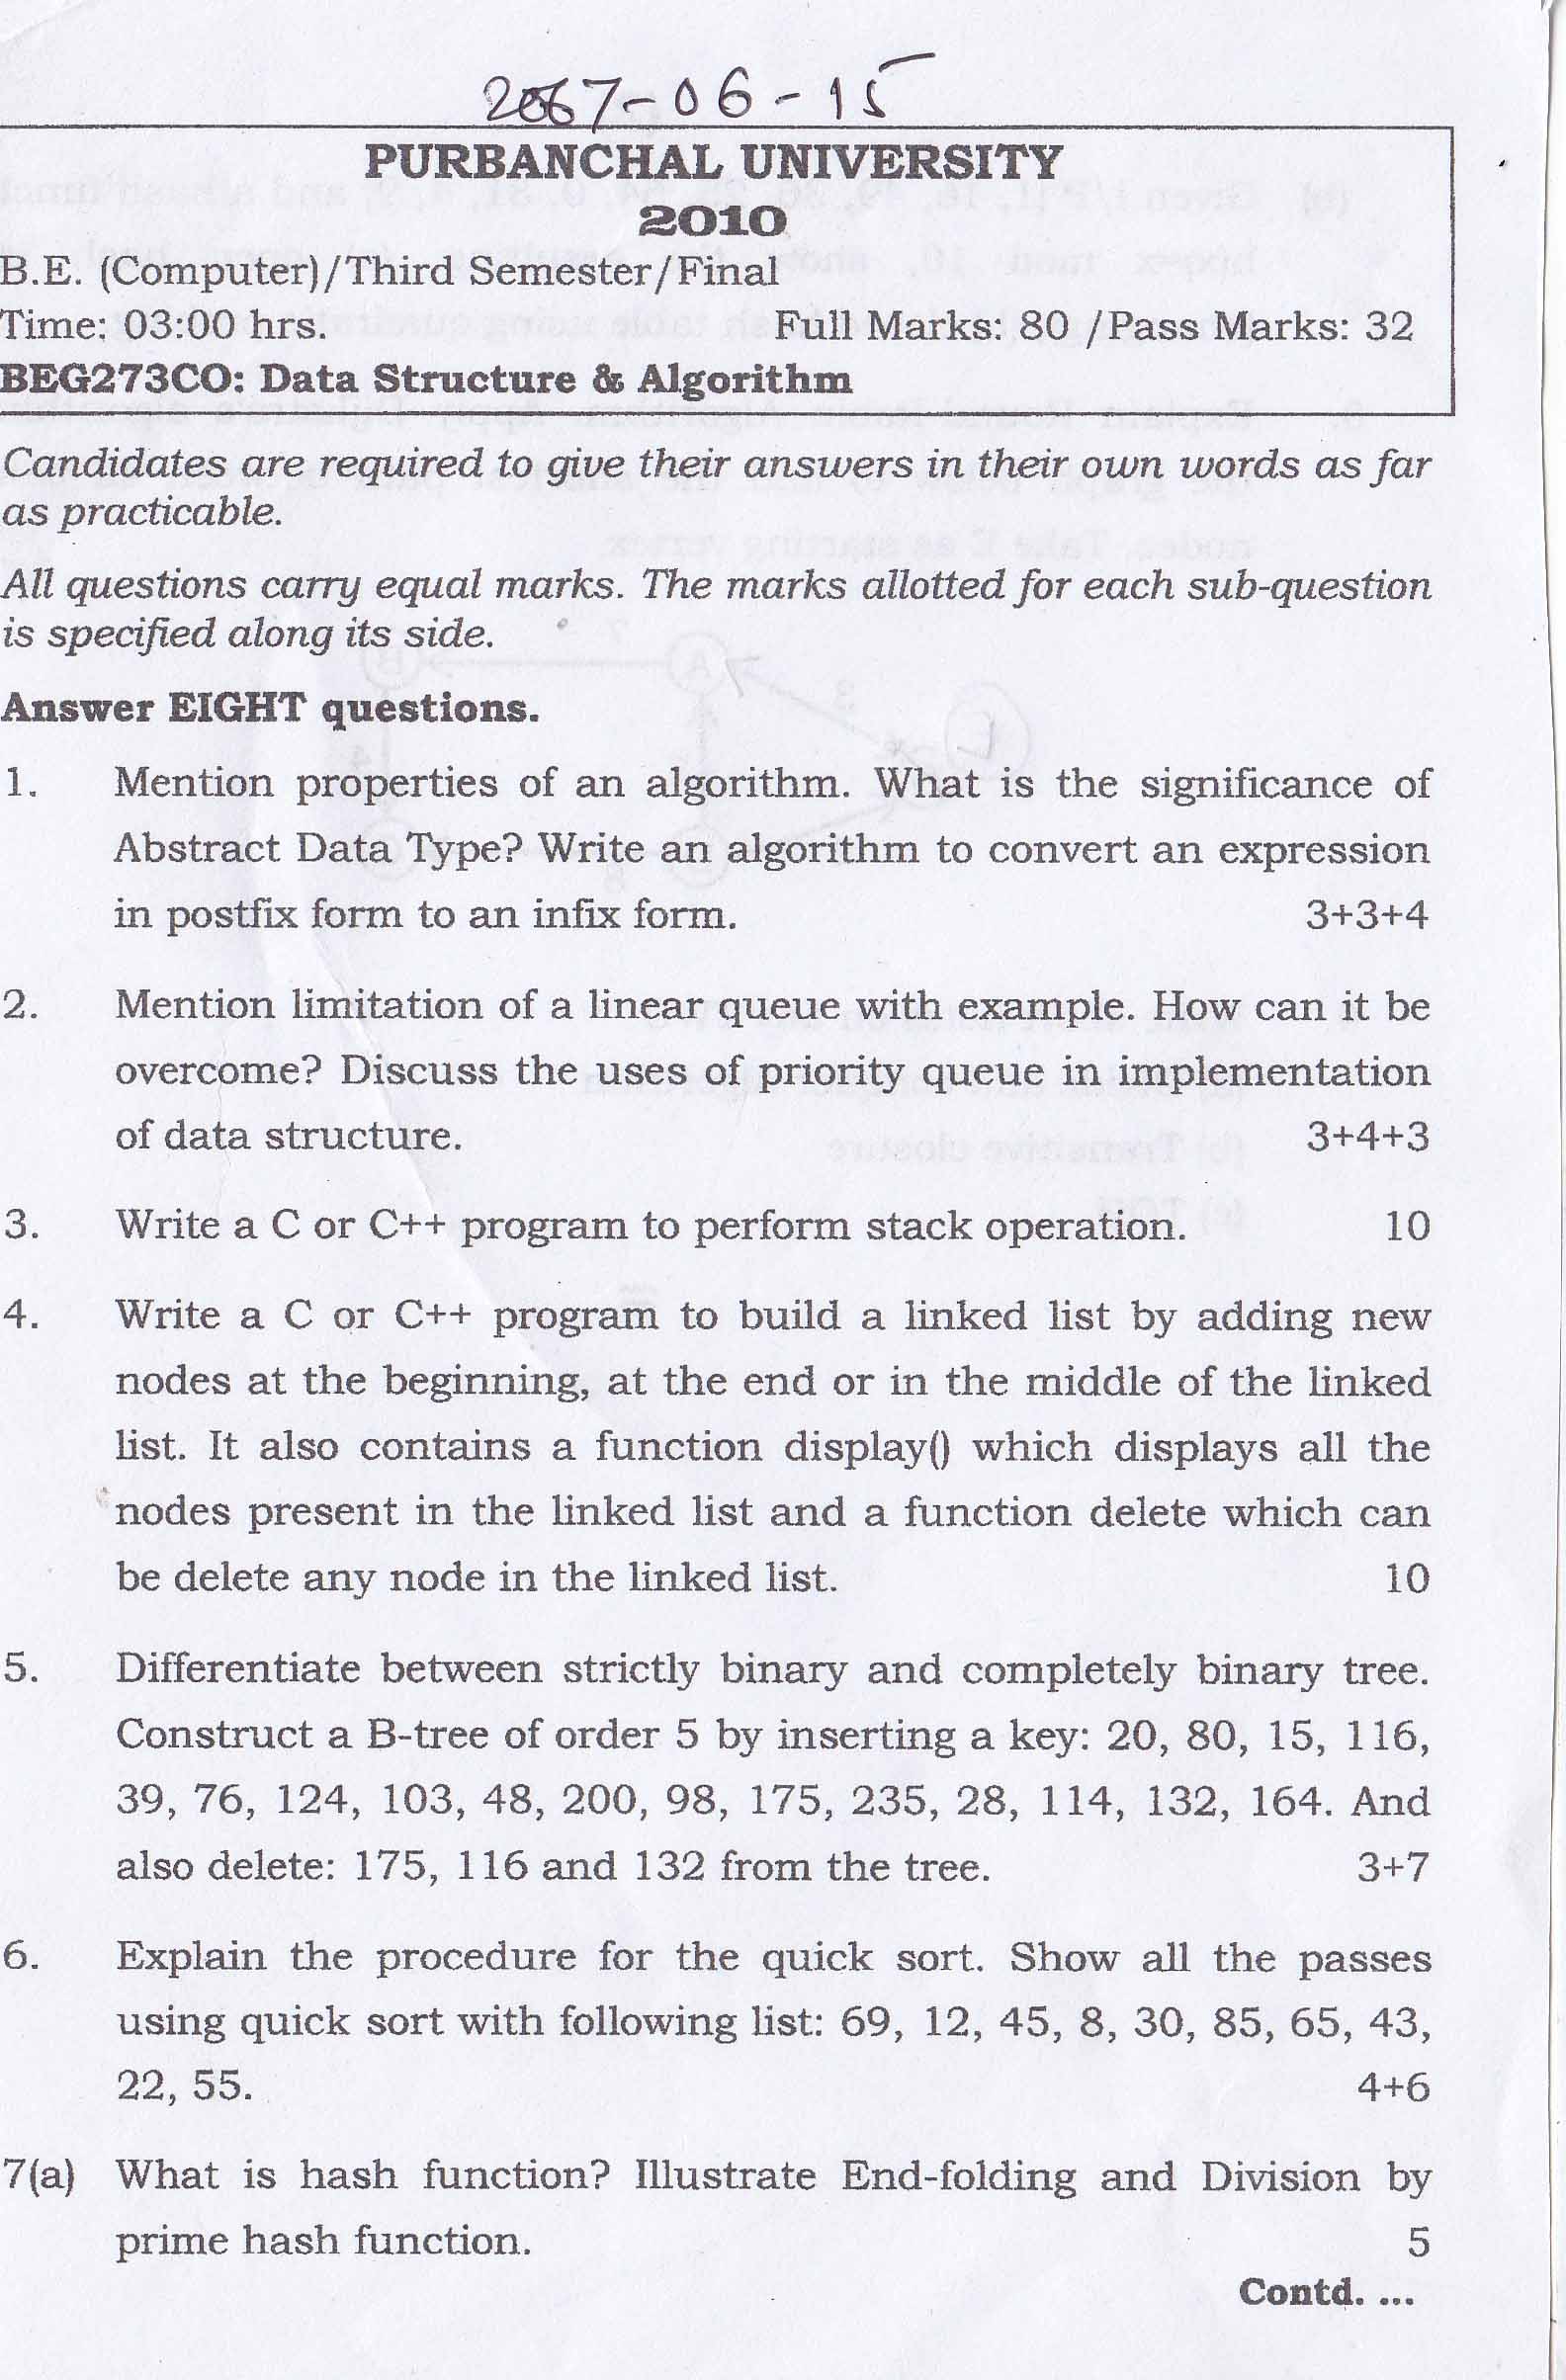 2067-06-15
PURBANCHAL UNIVERSITY
2010
B.E. (Computer)/Third Semester/Final
Time: 03:00 hrs. Full Marks: 80 /Pass Marks: 32
BEG273CO: Data Structure & Algorithm
Candidates are required to give their answers in their own words as far
as practicable.
All questions carry equal marks. The marks allotted for each sub-question
is specified along its side.
Answer EIGHT questions.
1. Mention properties of an algorithm. What is the significance of
Abstract Data Type? Write an algorithm to convert an expression
in postfix form to an infix form. 3+3+4
2. Mention limitation of a linear queue with example. How can it be
overcome? Discuss the uses of priority queue in implementation
of data structure. 3+4+3
3. Write a C or C++ program to perform stack operation. 10
4. Write a C or C++ program to build a linked list by adding new
nodes at the beginning, at the end or in the middle of the linked
list. It also contains a function display() which displays all the
nodes present in the linked list and a function delete which can
be delete any node in the linked list. 10
5. Differentiate between strictly binary and completely binary tree.
Construct a B-tree of order 5 by inserting a key: 20, 80, 15, 116,
39, 76, 124, 103, 48, 200, 98, 175, 235, 28, 114, 132, 164. And
also delete: 175, 116 and 132 from the tree. 3+7
6. Explain the procedure for the quick sort. Show all the passes
using quick sort with following list: 69, 12, 45, 8, 30, 85, 65, 43,
22, 55. 4+6
7(a) What is hash function? Illustrate End-folding and Division by
prime hash function. 5
Contd. ...